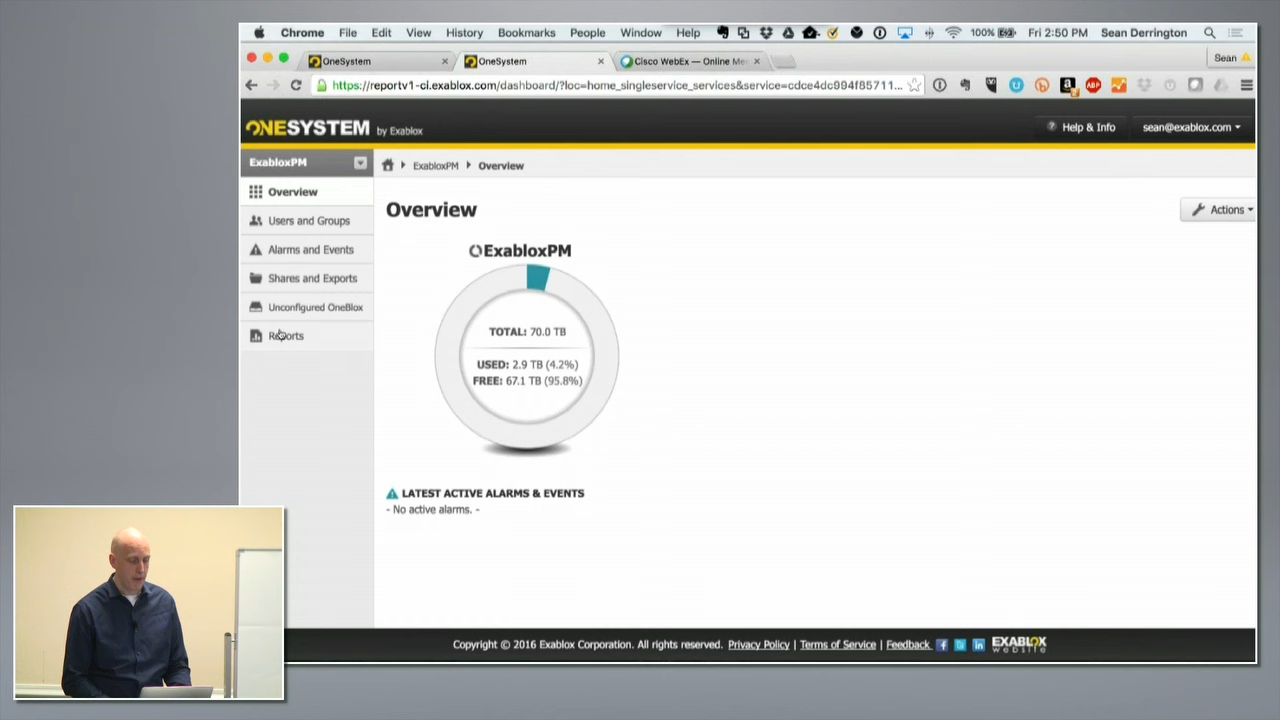 Chrome File Edit View History Bookmarks People Window Help 100% Fri 2:50 PM Sean Derrington
OneSystem × OneSystem × Cisco WebEx — Online Me × Sean
https://reportv1-ci.exablox.com/dashboard/?loc=home_singleservice_services&service=cdce4dc994f85711...
ONESYSTEM by Exablox Help & Info sean@exablox.com
ExabloxPM ExabloxPM Overview
Overview
Users and Groups
Alarms and Events
Shares and Exports
Unconfigured OneBlox
Reports
Overview
Actions
ExabloxPM
TOTAL: 70.0 TB
USED: 2.9 TB (4.2%)
FREE: 67.1 TB (95.8%)
LATEST ACTIVE ALARMS & EVENTS
- No active alarms. -
Copyright © 2016 Exablox Corporation. All rights reserved. Privacy Policy | Terms of Service | Feedback EXABLOX WEBSITE